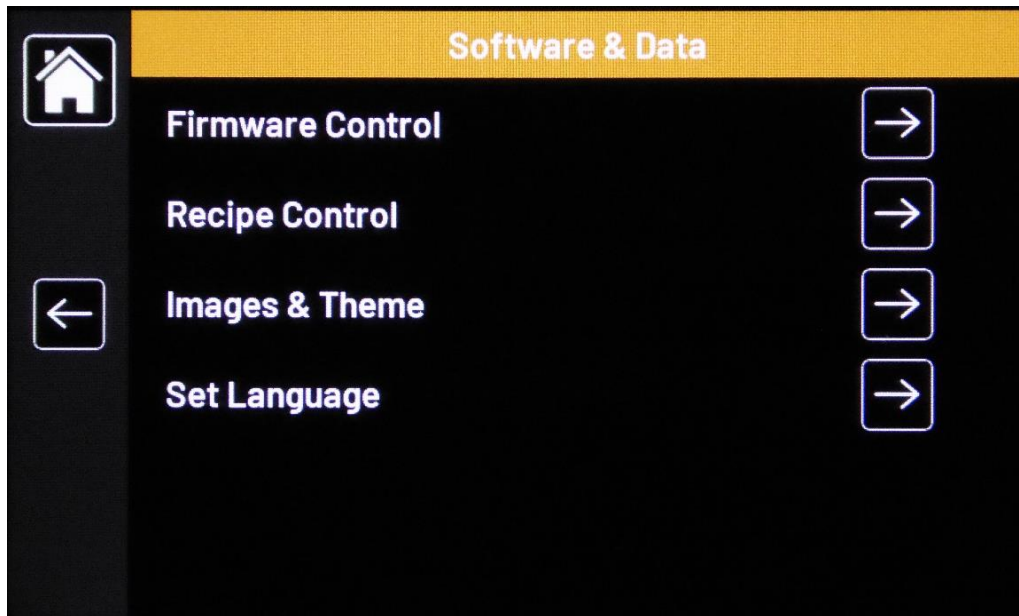 Software & Data
Firmware Control
Recipe Control
Images & Theme
Set Language